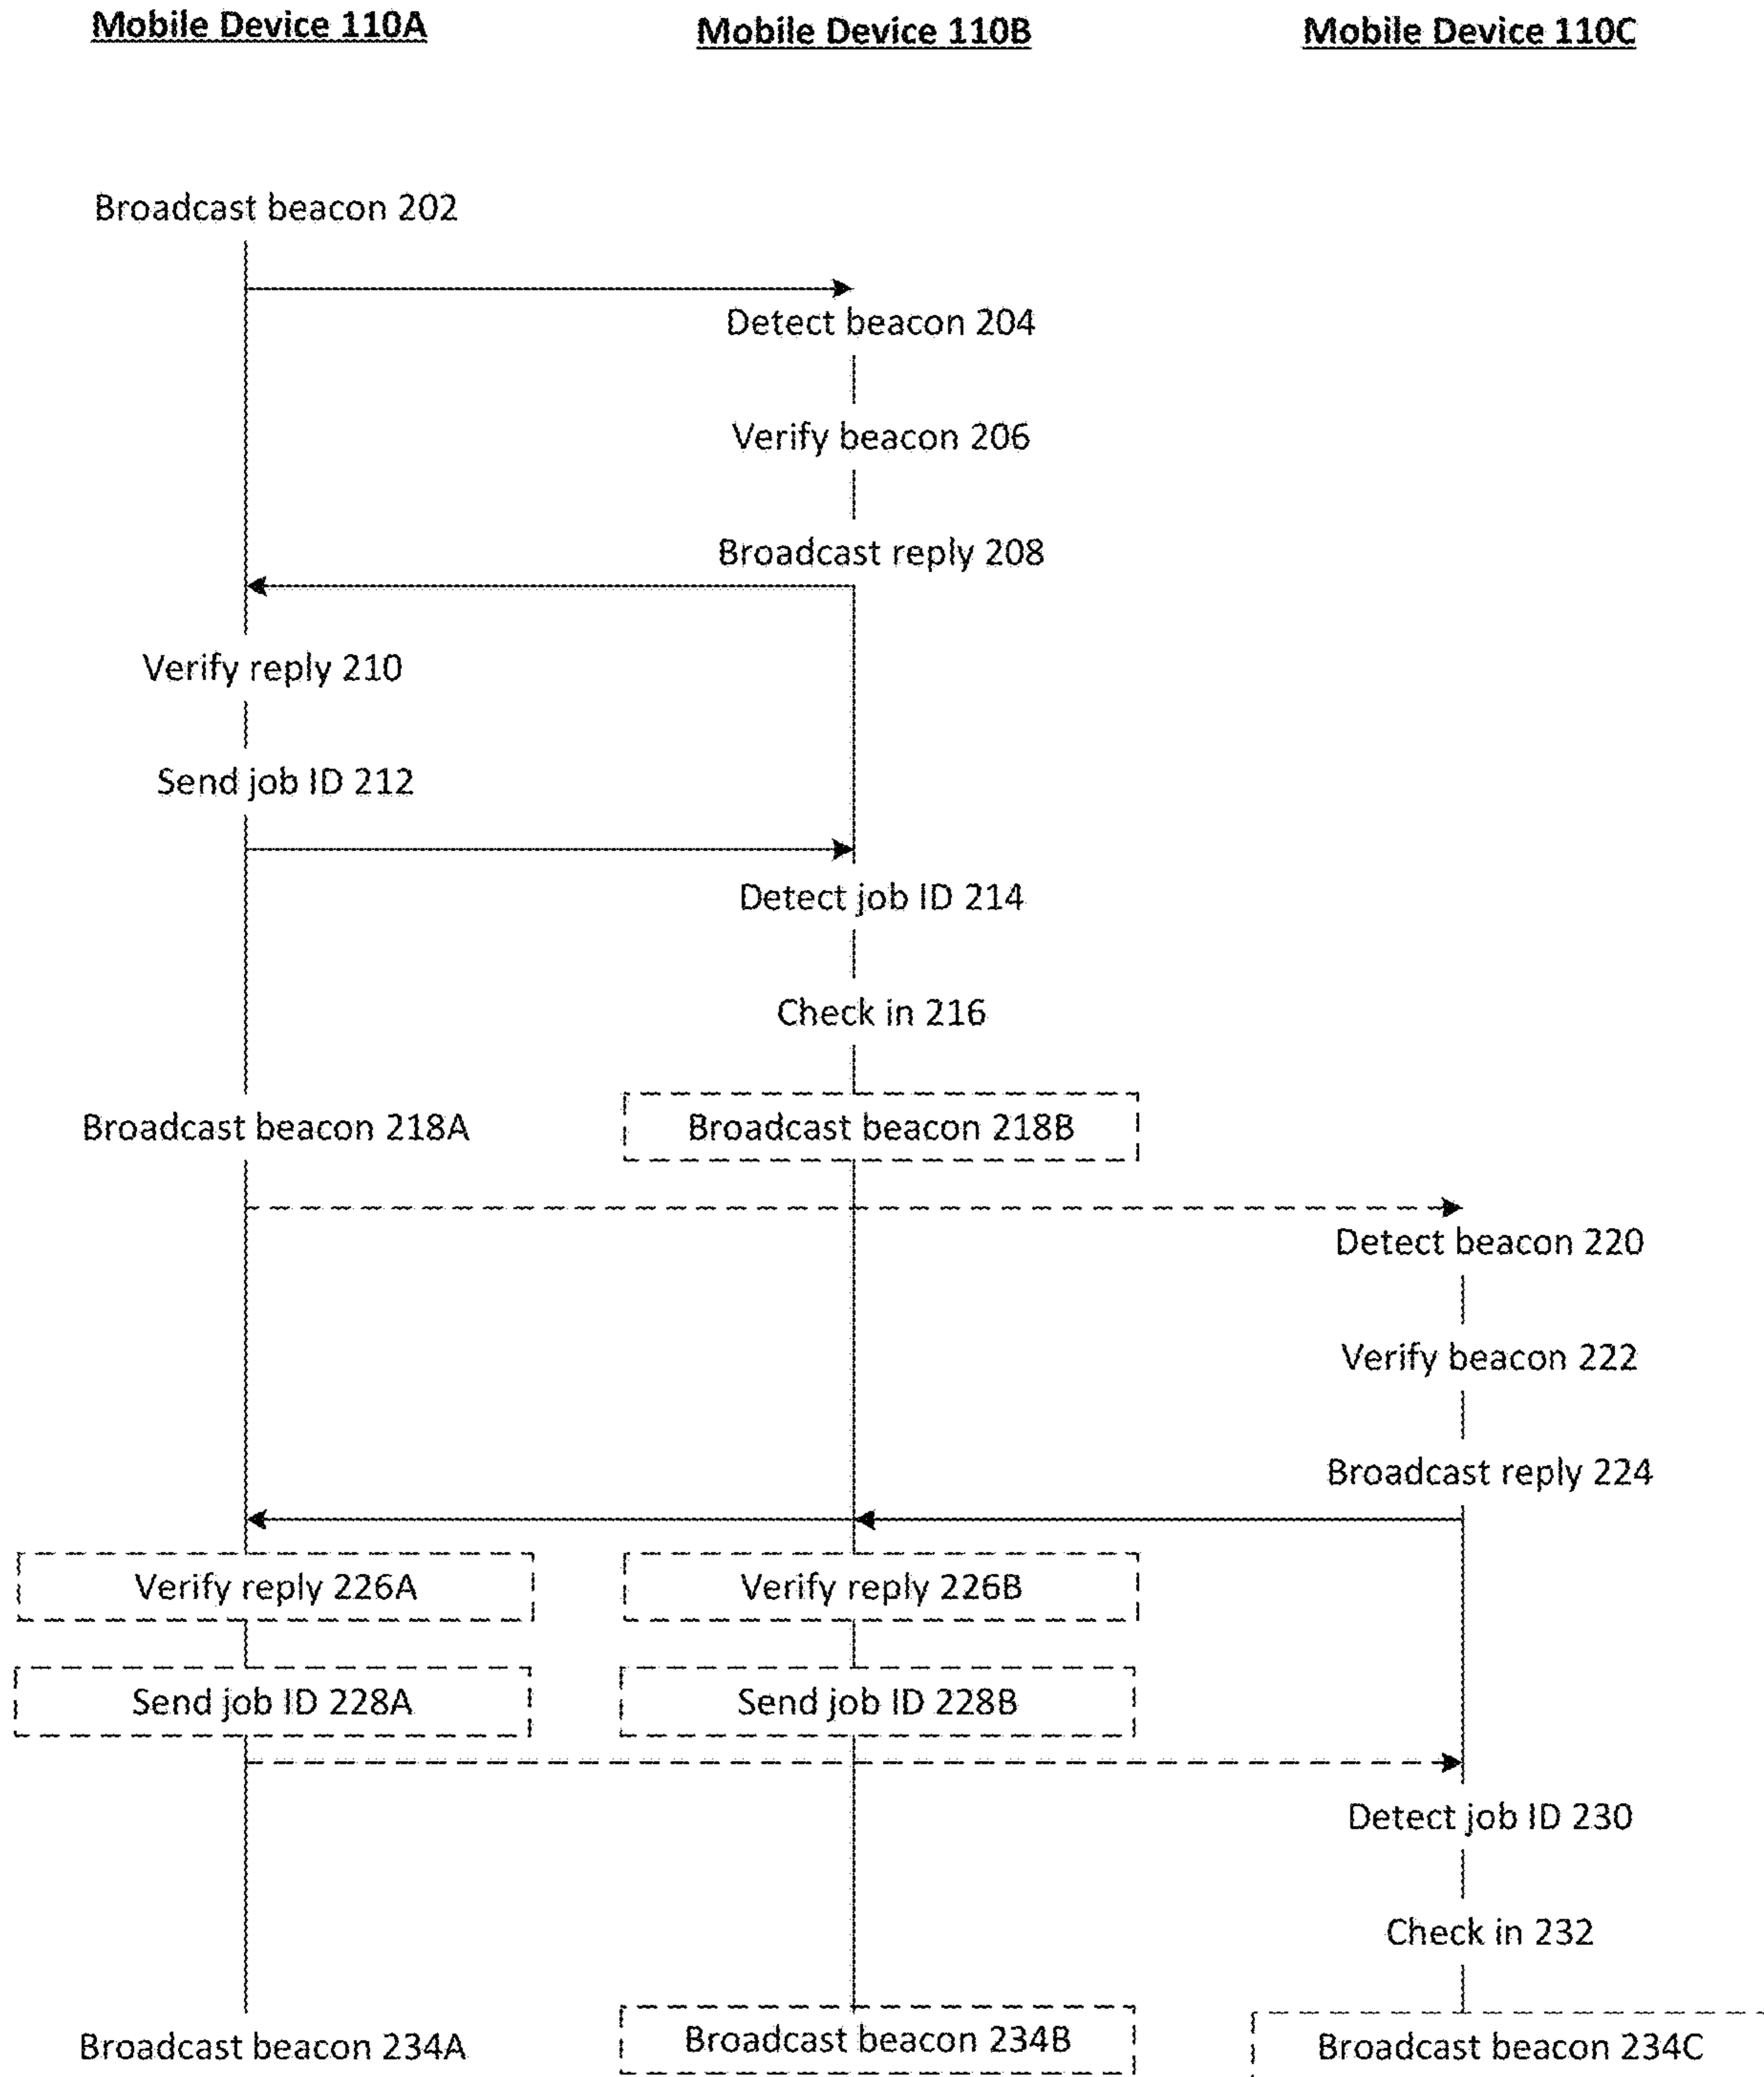 Mobile Device 110A
Mobile Device 110B
Mobile Device 110C
Broadcast beacon 202
Detect beacon 204
Verify beacon 206
Broadcast reply 208
Verify reply 210
Send job ID 212
Detect job ID 214
Check in 216
Broadcast beacon 218A
Broadcast beacon 218B
Detect beacon 220
Verify beacon 222
Broadcast reply 224
Verify reply 226A
Verify reply 226B
Send job ID 228A
Send job ID 228B
Detect job ID 230
Check in 232
Broadcast beacon 234A
Broadcast beacon 234B
Broadcast beacon 234C